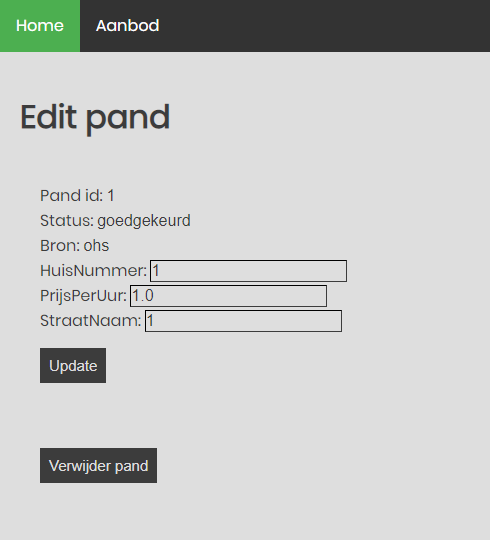 Home Aanbod
Edit pand
Pand id: 1
Status: goedgekeurd
Bron: ohs
HuisNummer: 1
PrijsPerUur: 1.0
StraatNaam: 1
Update
Verwijder pand